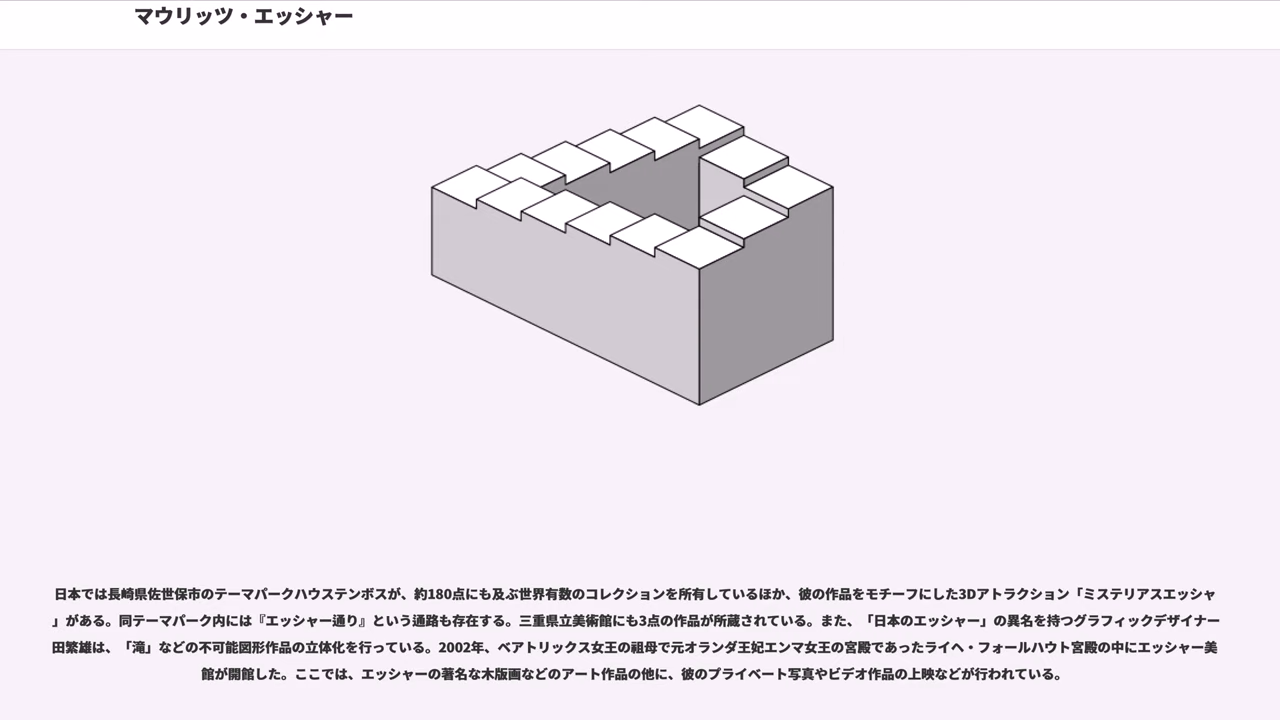 マウリッツ・エッシャー
日本では長崎県佐世保市のテーマパークハウステンボスが、約180点にも及ぶ世界有数のコレクションを所有しているほか、彼の作品をモチーフにした3Dアトラクション「ミステリアスエッシャ
」がある。同テーマパーク内には『エッシャー通り』という通路も存在する。三重県立美術館にも3点の作品が所蔵されている。また、「日本のエッシャー」の異名を持つグラフィックデザイナー
田繁雄は、「滝」などの不可能図形作品の立体化を行っている。2002年、ベアトリックス女王の祖母で元オランダ王妃エンマ女王の宮殿であったライヘ・フォールハウト宮殿の中にエッシャー美
館が開館した。ここでは、エッシャーの著名な木版画などのアート作品の他に、彼のプライベート写真やビデオ作品の上映などが行われている。